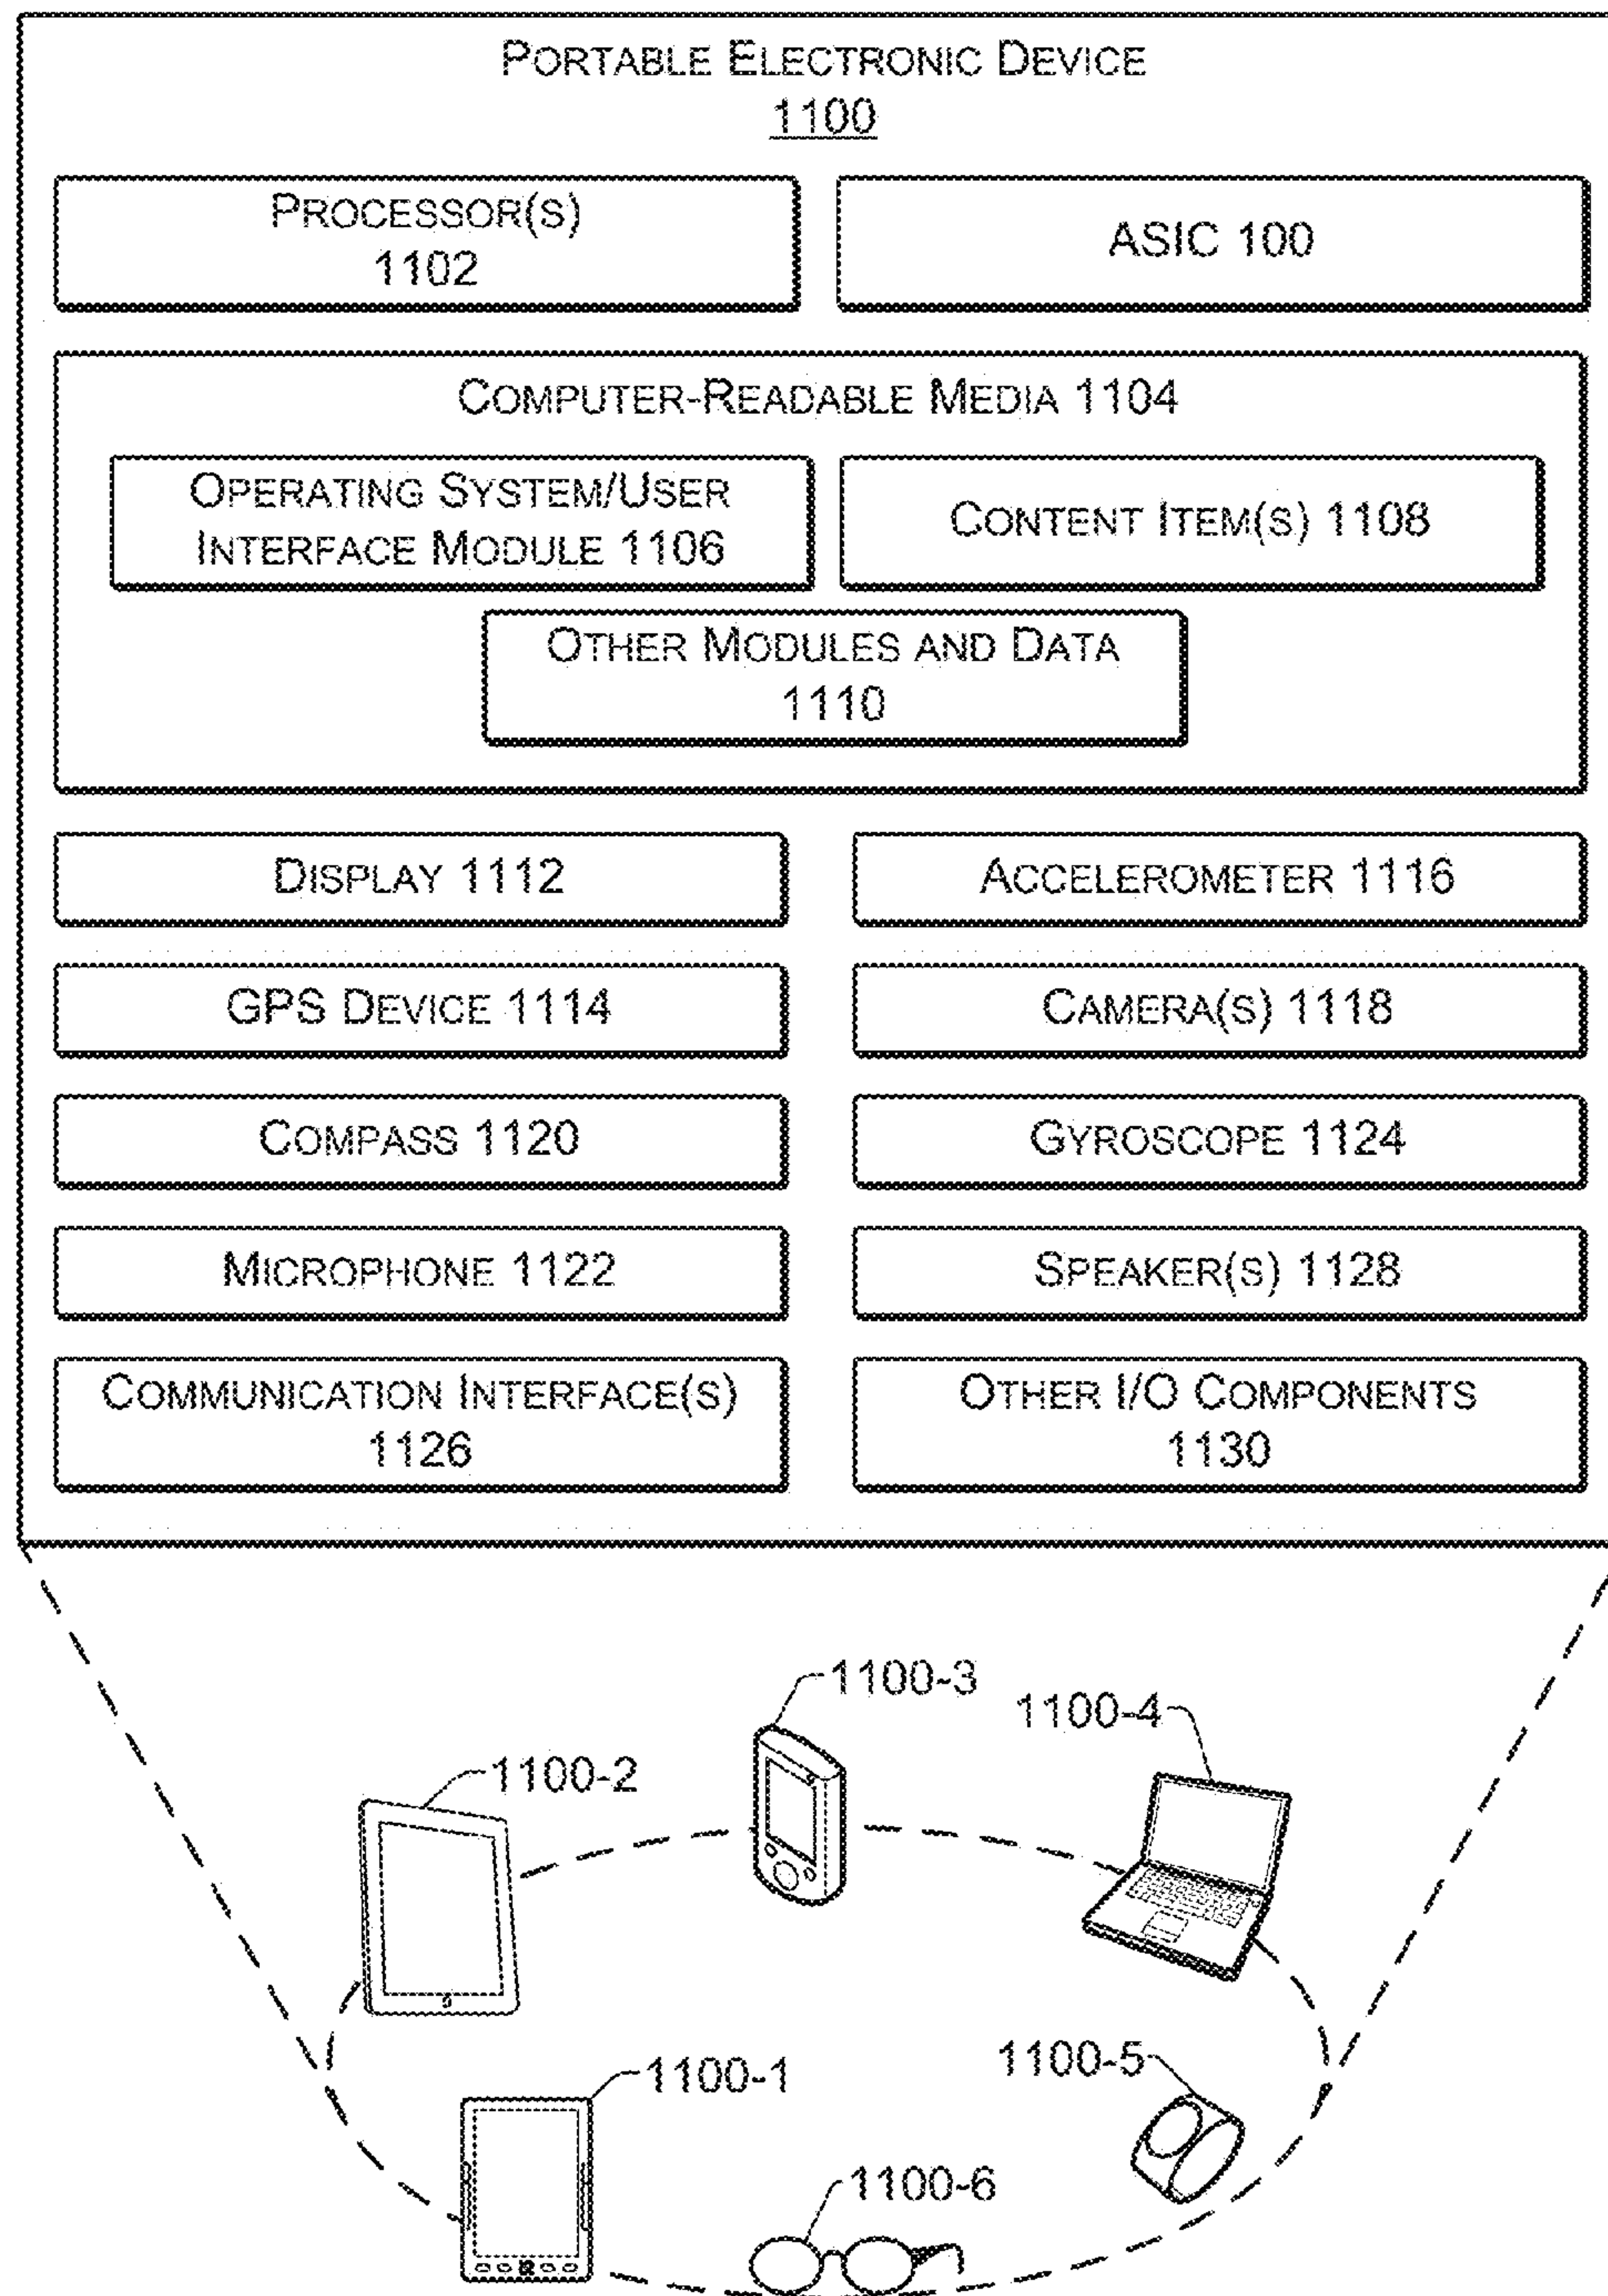 PORTABLE ELECTRONIC DEVICE
1100
PROCESSOR(S)
1102
ASIC 100
COMPUTER-READABLE MEDIA 1104
OPERATING SYSTEM/USER
INTERFACE MODULE 1106
CONTENT ITEM(S) 1108
OTHER MODULES AND DATA
1110
DISPLAY 1112
ACCELEROMETER 1116
GPS DEVICE 1114
CAMERA(S) 1118
COMPASS 1120
GYROSCOPE 1124
MICROPHONE 1122
SPEAKER(S) 1128
COMMUNICATION INTERFACE(S)
1126
OTHER I/O COMPONENTS
1130
1100-3
1100-4
1100-2
1100-5
1100-1
1100-6